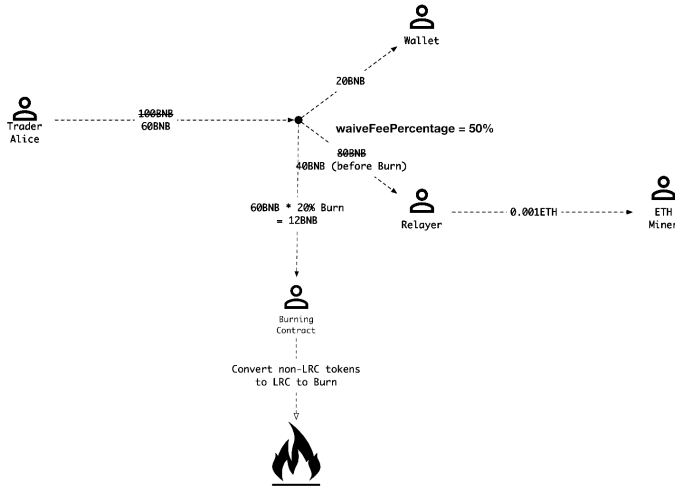 Wallet
20BNB
100BNB
60BNB
Trader
Alice
waiveFeePercentage = 50%
80BNB
40BNB (before Burn)
60BNB * 20% Burn
= 12BNB
Relayer
0.001ETH
ETH
Miner
Burning
Contract
Convert non-LRC tokens
to LRC to Burn